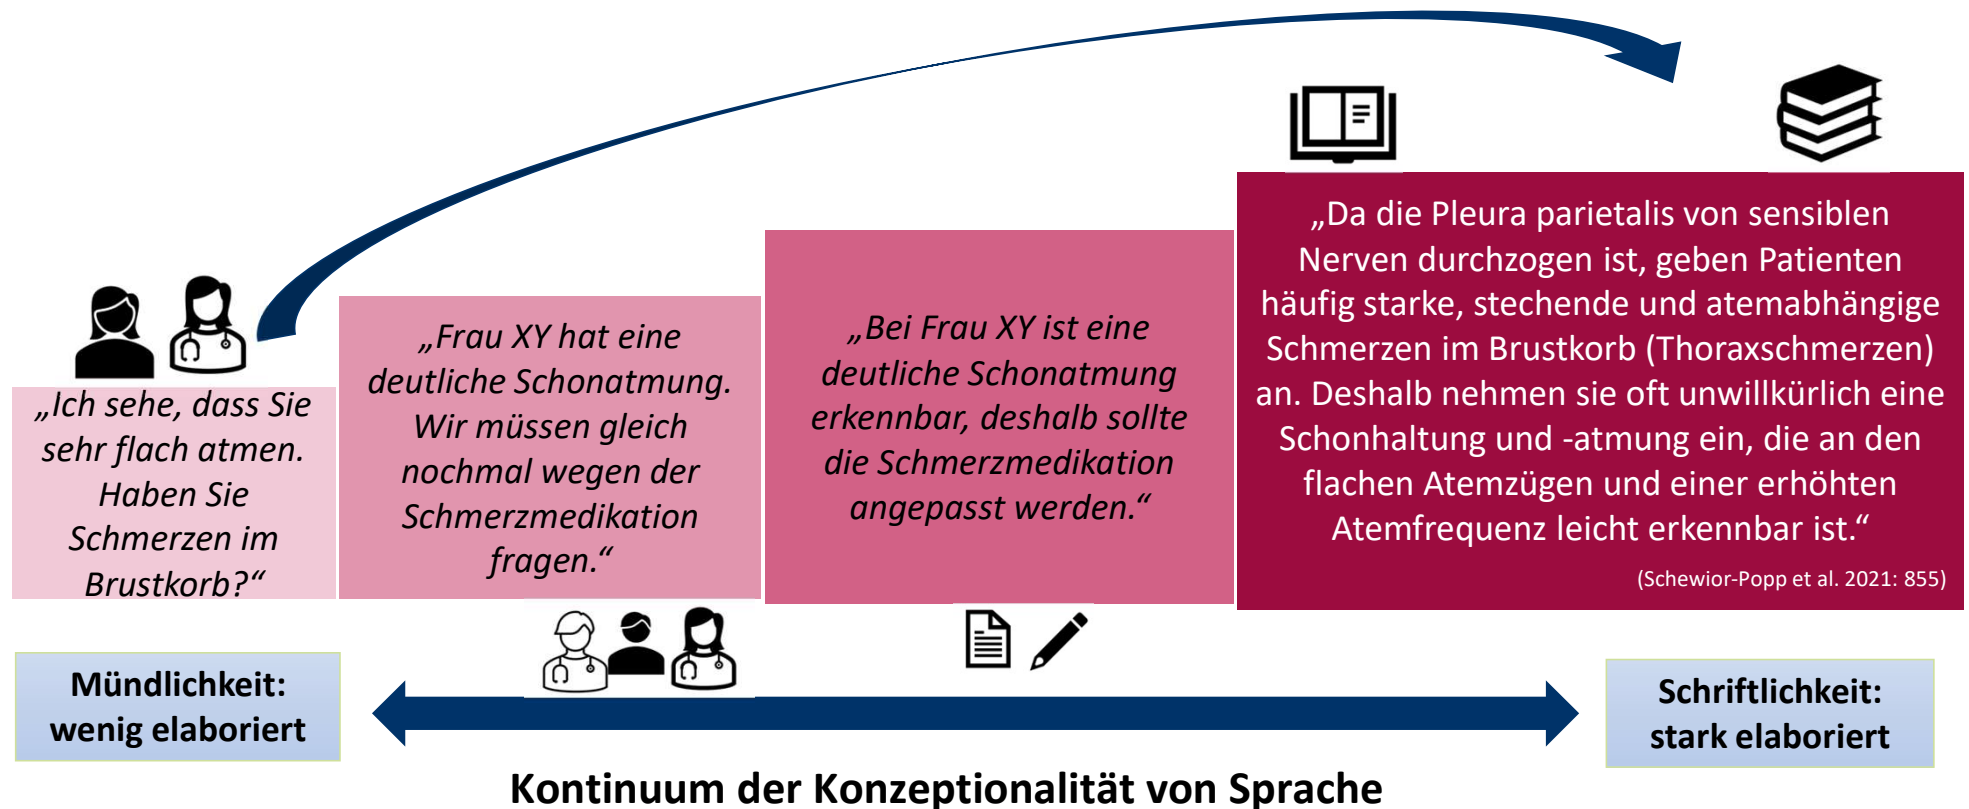 „Ich sehe, dass Sie
sehr flach atmen.
Haben Sie
Schmerzen im
Brustkorb?“
„Frau XY hat eine
deutliche Schonatmung.
Wir müssen gleich
nochmal wegen der
Schmerzmedikation
fragen.“
„Bei Frau XY ist eine
deutliche Schonatmung
erkennbar, deshalb sollte
die Schmerzmedikation
angepasst werden.“
„Da die Pleura parietalis von sensiblen
Nerven durchzogen ist, geben Patienten
häufig starke, stechende und atemabhängige
Schmerzen im Brustkorb (Thoraxschmerzen)
an. Deshalb nehmen sie oft unwillkürlich eine
Schonhaltung und -atmung ein, die an den
flachen Atemzügen und einer erhöhten
Atemfrequenz leicht erkennbar ist.“
(Schewior-Popp et al. 2021: 855)
Mündlichkeit:
wenig elaboriert
Schriftlichkeit:
stark elaboriert
Kontinuum der Konzeptionalität von Sprache